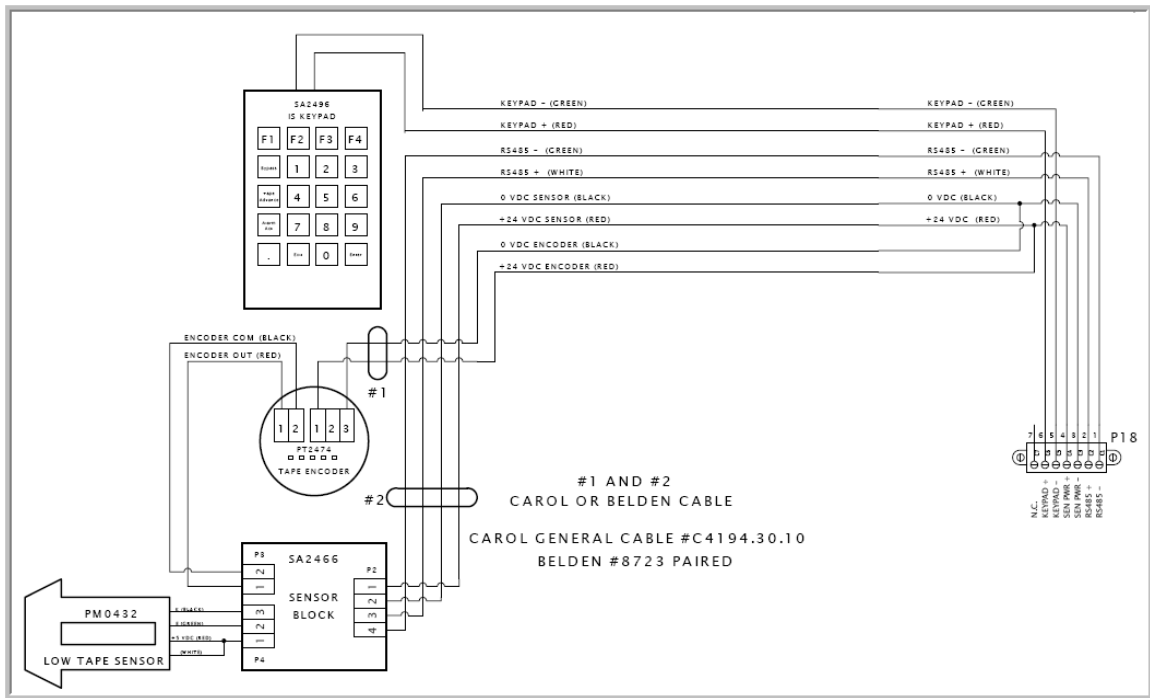 SA2496
IS KEYPAD
F1 F2 F3 F4
Bypass 1 2 3
Tape Advance 4 5 6
7 8 9
. 0 Enter
KEYPAD - (GREEN)
KEYPAD + (RED)
RS485 - (GREEN)
RS485 + (WHITE)
0 VDC SENSOR (BLACK)
+24 VDC SENSOR (RED)
0 VDC ENCODER (BLACK)
+24 VDC ENCODER (RED)
KEYPAD - (GREEN)
KEYPAD + (RED)
RS485 - (GREEN)
RS485 + (WHITE)
0 VDC (BLACK)
+24 VDC (RED)
ENCODER COM (BLACK)
ENCODER OUT (RED)
#1
1 2 1 2 3
PT2474
TAPE ENCODER
#2
#1 AND #2
CAROL OR BELDEN CABLE
CAROL GENERAL CABLE #C4194.30.10
BELDEN #8723 PAIRED
7 6 5 4 3 2 1
P18
N.C.
KEYPAD +
KEYPAD -
SEN PWR +
SEN PWR -
RS485 +
RS485 -
P3
SA2466
P2
2
1
SENSOR
BLOCK
1
2
3
4
3
2
1
P4
PM0432
LOW TAPE SENSOR
(BLACK)
(GREEN)
+5 VDC (RED)
(WHITE)